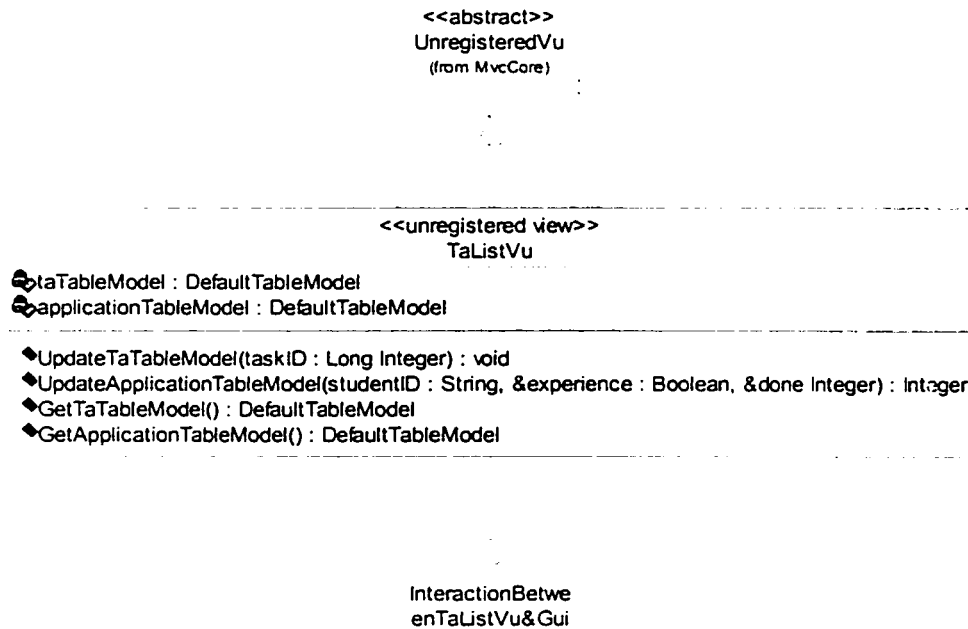 <<abstract>>
UnregisteredVu
(from MvcCore)
<<unregistered view>>
TaListVu
taTableModel : DefaultTableModel
applicationTableModel : DefaultTableModel
UpdateTaTableModel(taskID : Long Integer) : void
UpdateApplicationTableModel(studentID : String, &experience : Boolean, &done Integer) : Integer
GetTaTableModel() : DefaultTableModel
GetApplicationTableModel() : DefaultTableModel
InteractionBetwe
enTaListVu&Gui